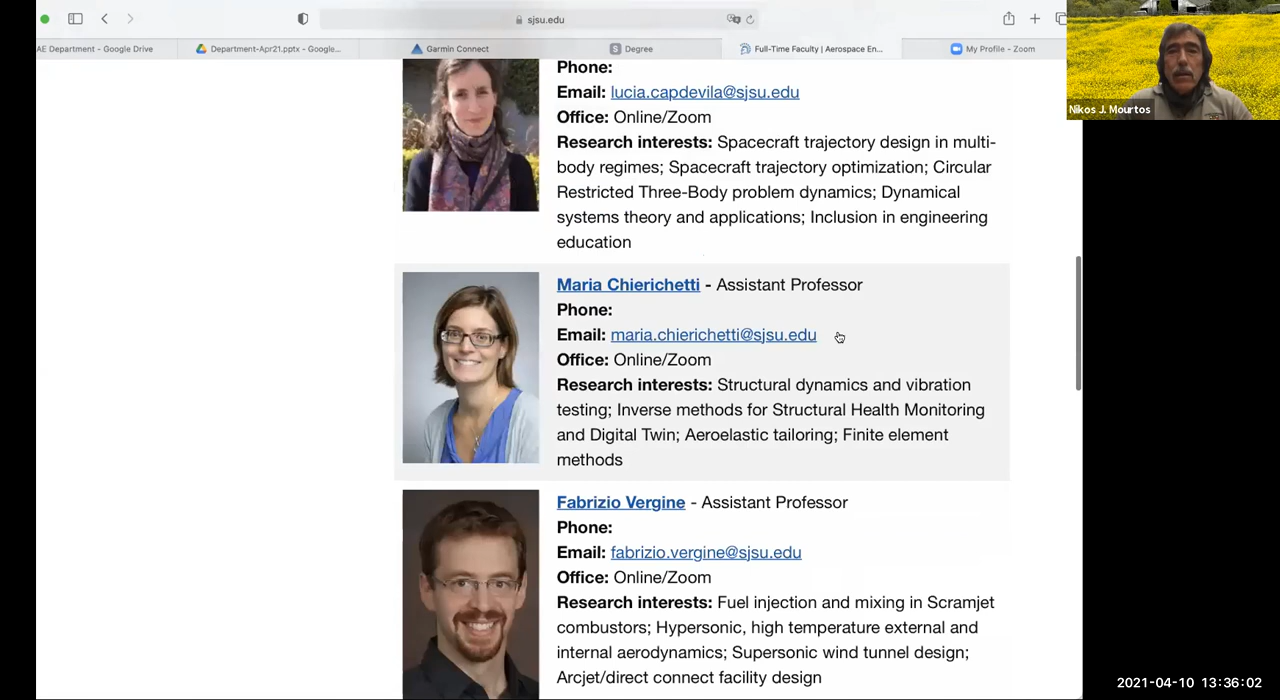 sjsu.edu
AE Department - Google Drive
Department-Apr21.pptx - Google...
Garmin Connect
S Degree
Full-Time Faculty | Aerospace En...
My Profile - Zoom
Nikos J. Mourtos
Phone:
Email: lucia.capdevila@sjsu.edu
Office: Online/Zoom
Research interests: Spacecraft trajectory design in multi-
body regimes; Spacecraft trajectory optimization; Circular
Restricted Three-Body problem dynamics; Dynamical
systems theory and applications; Inclusion in engineering
education
Maria Chierichetti - Assistant Professor
Phone:
Email: maria.chierichetti@sjsu.edu
Office: Online/Zoom
Research interests: Structural dynamics and vibration
testing; Inverse methods for Structural Health Monitoring
and Digital Twin; Aeroelastic tailoring; Finite element
methods
Fabrizio Vergine - Assistant Professor
Phone:
Email: fabrizio.vergine@sjsu.edu
Office: Online/Zoom
Research interests: Fuel injection and mixing in Scramjet
combustors; Hypersonic, high temperature external and
internal aerodynamics; Supersonic wind tunnel design;
Arcjet/direct connect facility design
2021-04-10 13:36:02